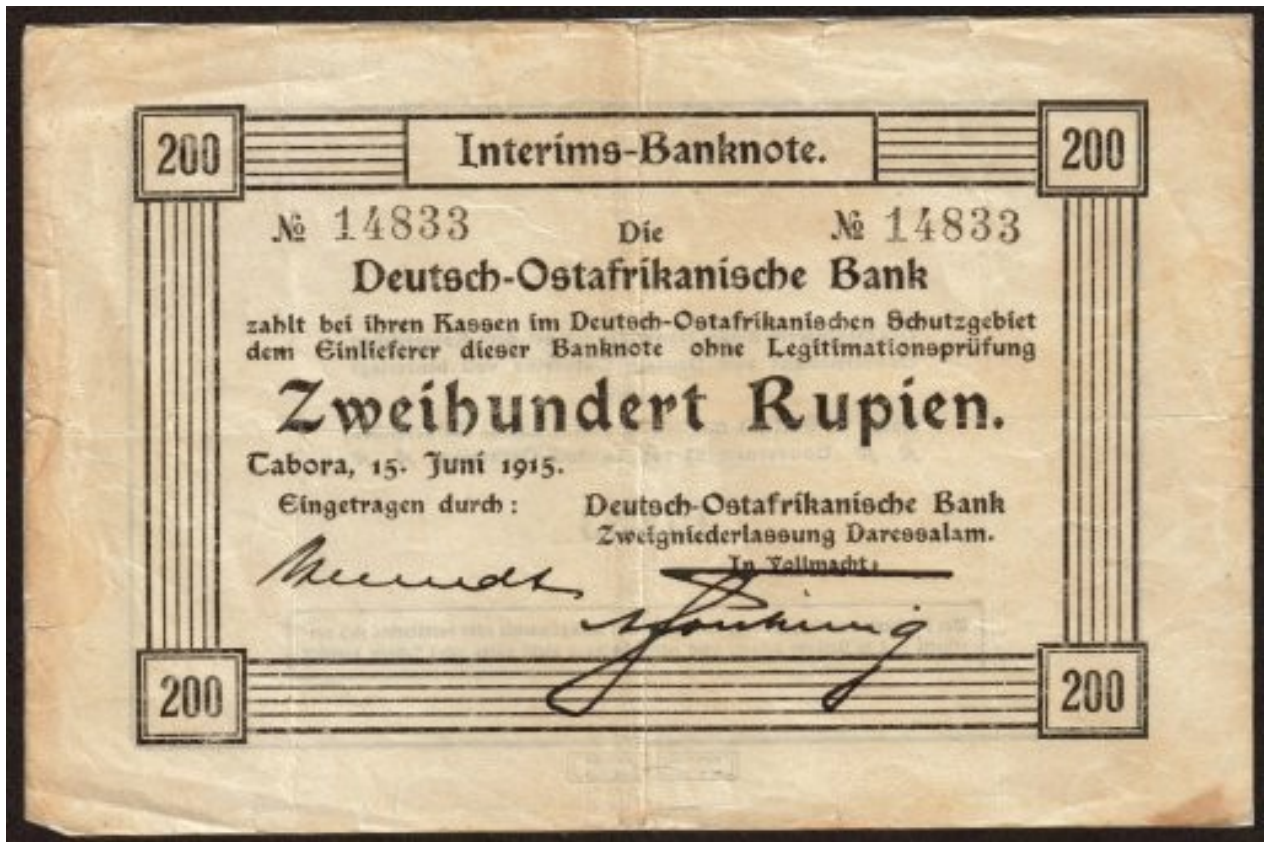 200 Interims-Banknote. 200
№ 14833 Die № 14833
Deutsch-Ostafrikanische Bank
zahlt bei ihren Kassen im Deutsch-Ostafrikanischen Schutzgebiet
dem Einlieferer dieser Banknote ohne Legitimationsprüfung
Zweihundert Rupien.
Tabora, 15. Juni 1915.
Eingetragen durch: Deutsch-Ostafrikanische Bank
Zweigniederlassung Daressalam.
In Vollmacht:
200 200